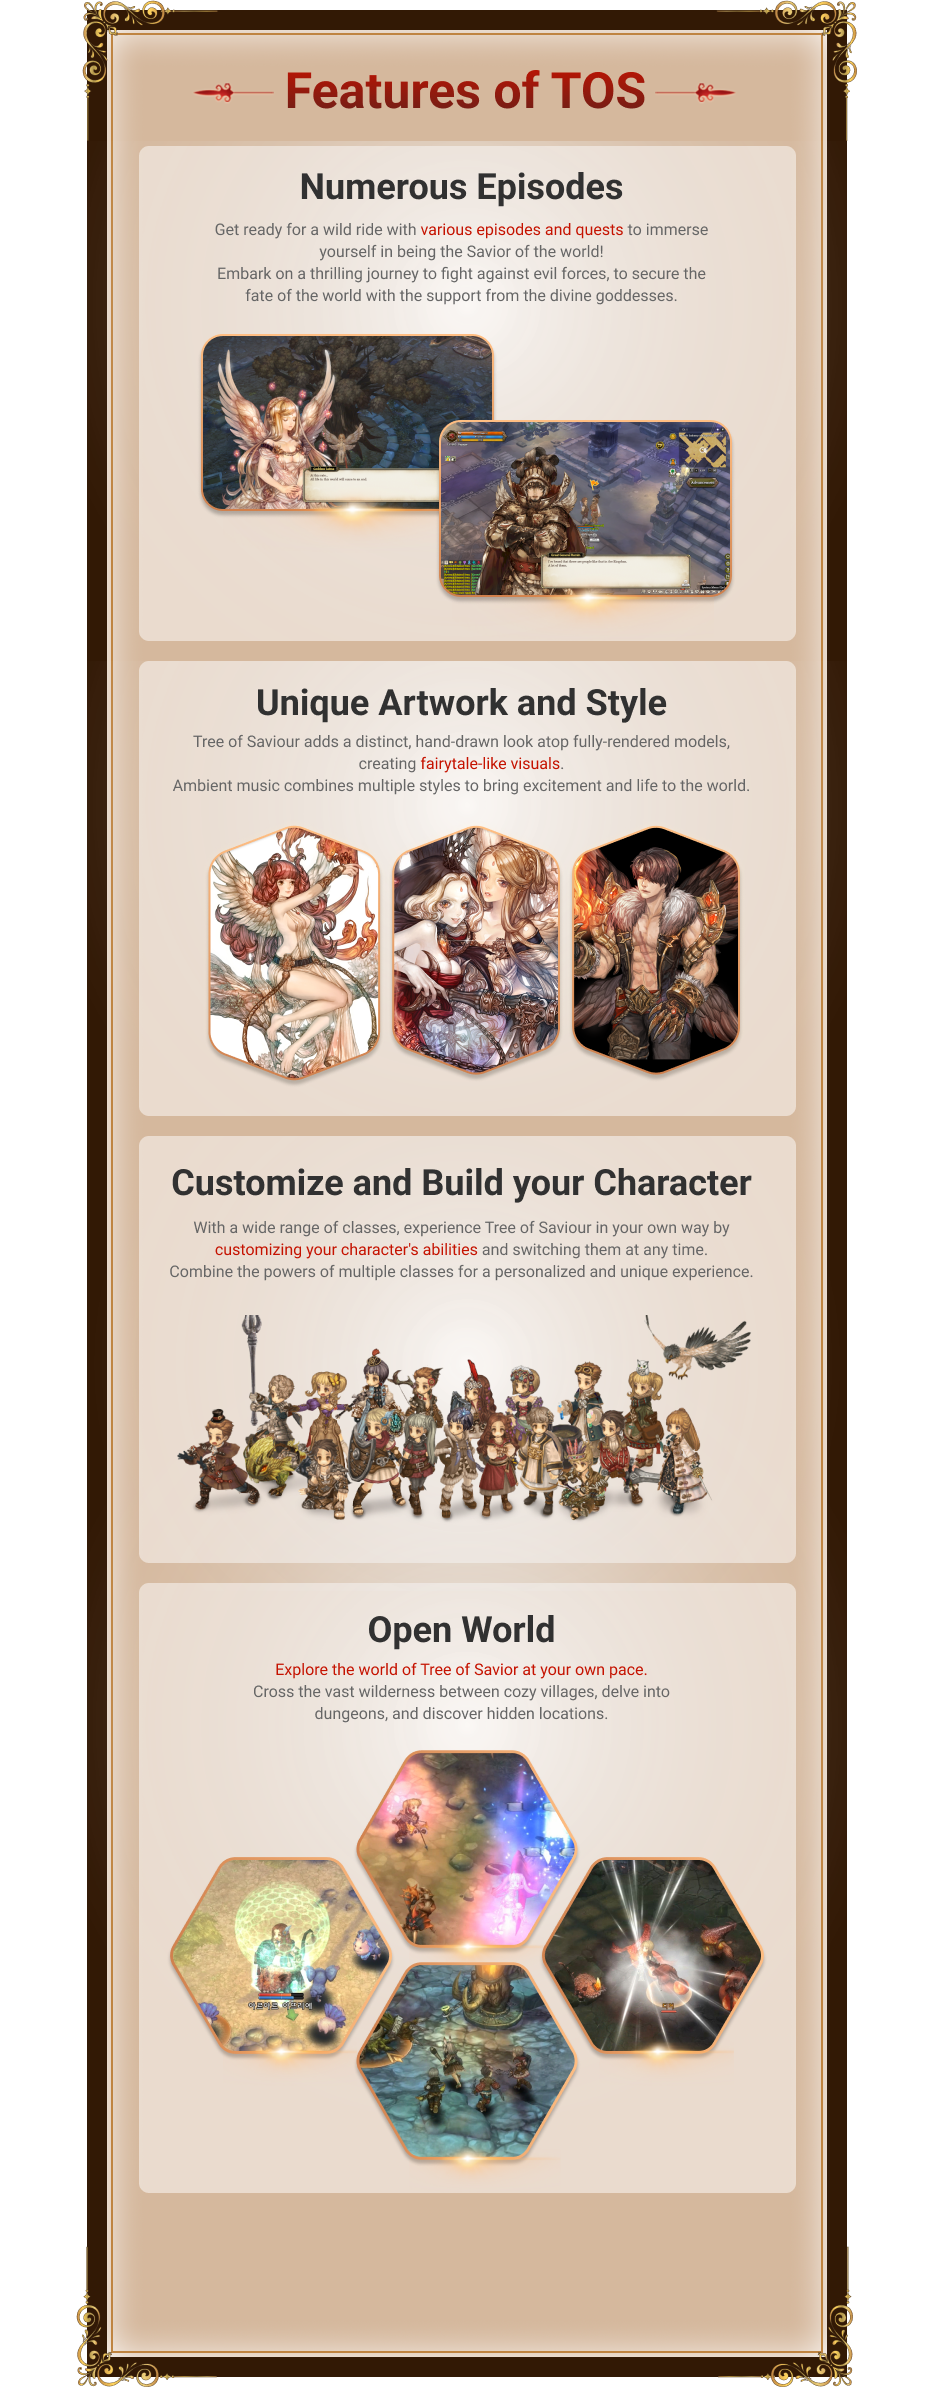 Features of TOS
Numerous Episodes
Get ready for a wild ride with various episodes and quests to immerse
yourself in being the Savior of the world!
Embark on a thrilling journey to fight against evil forces, to secure the
fate of the world with the support from the divine goddesses.
Unique Artwork and Style
Tree of Saviour adds a distinct, hand-drawn look atop fully-rendered models,
creating fairytale-like visuals.
Ambient music combines multiple styles to bring excitement and life to the world.
Customize and Build your Character
With a wide range of classes, experience Tree of Saviour in your own way by
customizing your character's abilities and switching them at any time.
Combine the powers of multiple classes for a personalized and unique experience.
Open World
Explore the world of Tree of Savior at your own pace.
Cross the vast wilderness between cozy villages, delve into
dungeons, and discover hidden locations.